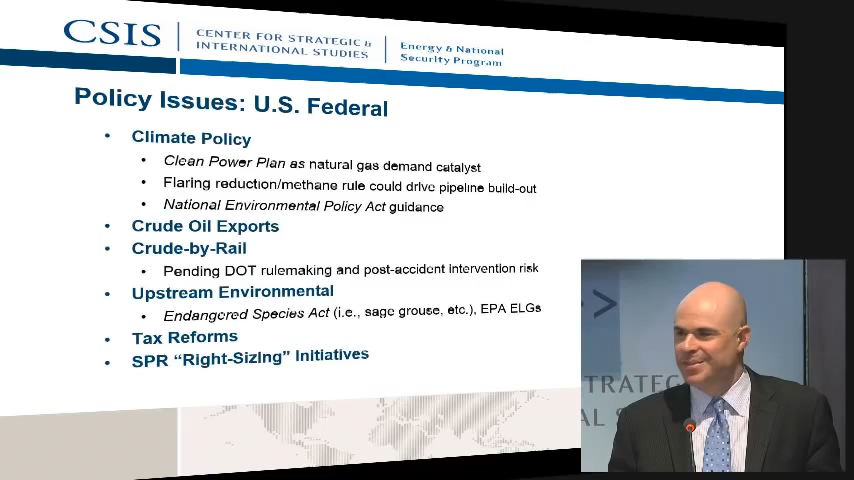 CSIS
CENTER FOR STRATEGIC &
INTERNATIONAL STUDIES
Energy & National
Security Program
Policy Issues: U.S. Federal
• Climate Policy
• Clean Power Plan as natural gas demand catalyst
• Flaring reduction/methane rule could drive pipeline build-out
• National Environmental Policy Act guidance
• Crude Oil Exports
• Crude-by-Rail
• Pending DOT rulemaking and post-accident intervention risk
• Upstream Environmental
• Endangered Species Act (i.e., sage grouse, etc.), EPA ELGs
• Tax Reforms
• SPR “Right-Sizing” Initiatives
TRATEG
AL S